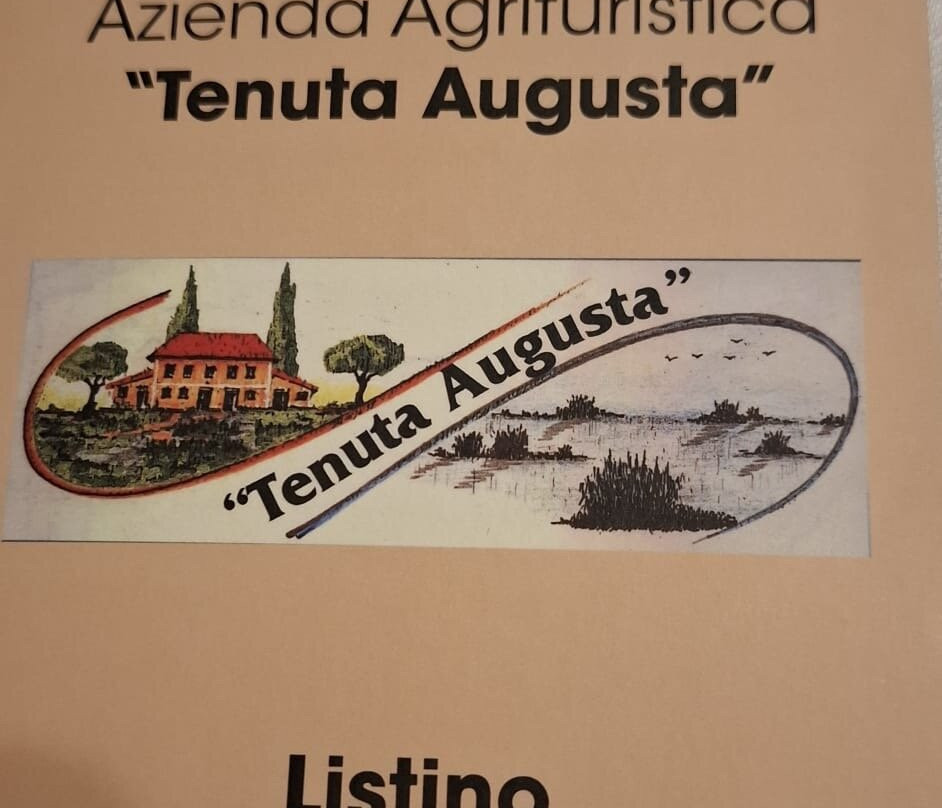 Azienda Agrituristica
"Tenuta Augusta"
“Tenuta Augusta”
Listino